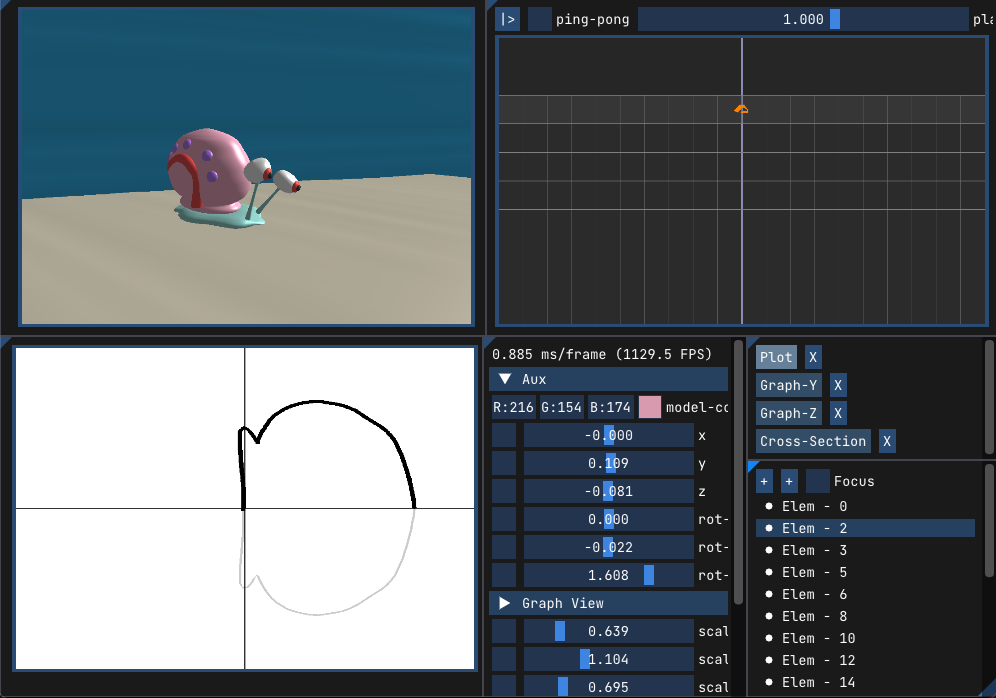 |> ping-pong 1.000
0.885 ms/frame (1129.5 FPS)
Aux
R:216 G:154 B:174 model-co
-0.000 x
0.109 y
-0.081 z
0.000 rot-
-0.022 rot-
1.608 rot-
Graph View
0.639 scal
1.104 scal
0.695 scal
Plot X
Graph-Y X
Graph-Z X
Cross-Section X
+ + Focus
Elem - 0
Elem - 2
Elem - 3
Elem - 5
Elem - 6
Elem - 8
Elem - 10
Elem - 12
Elem - 14